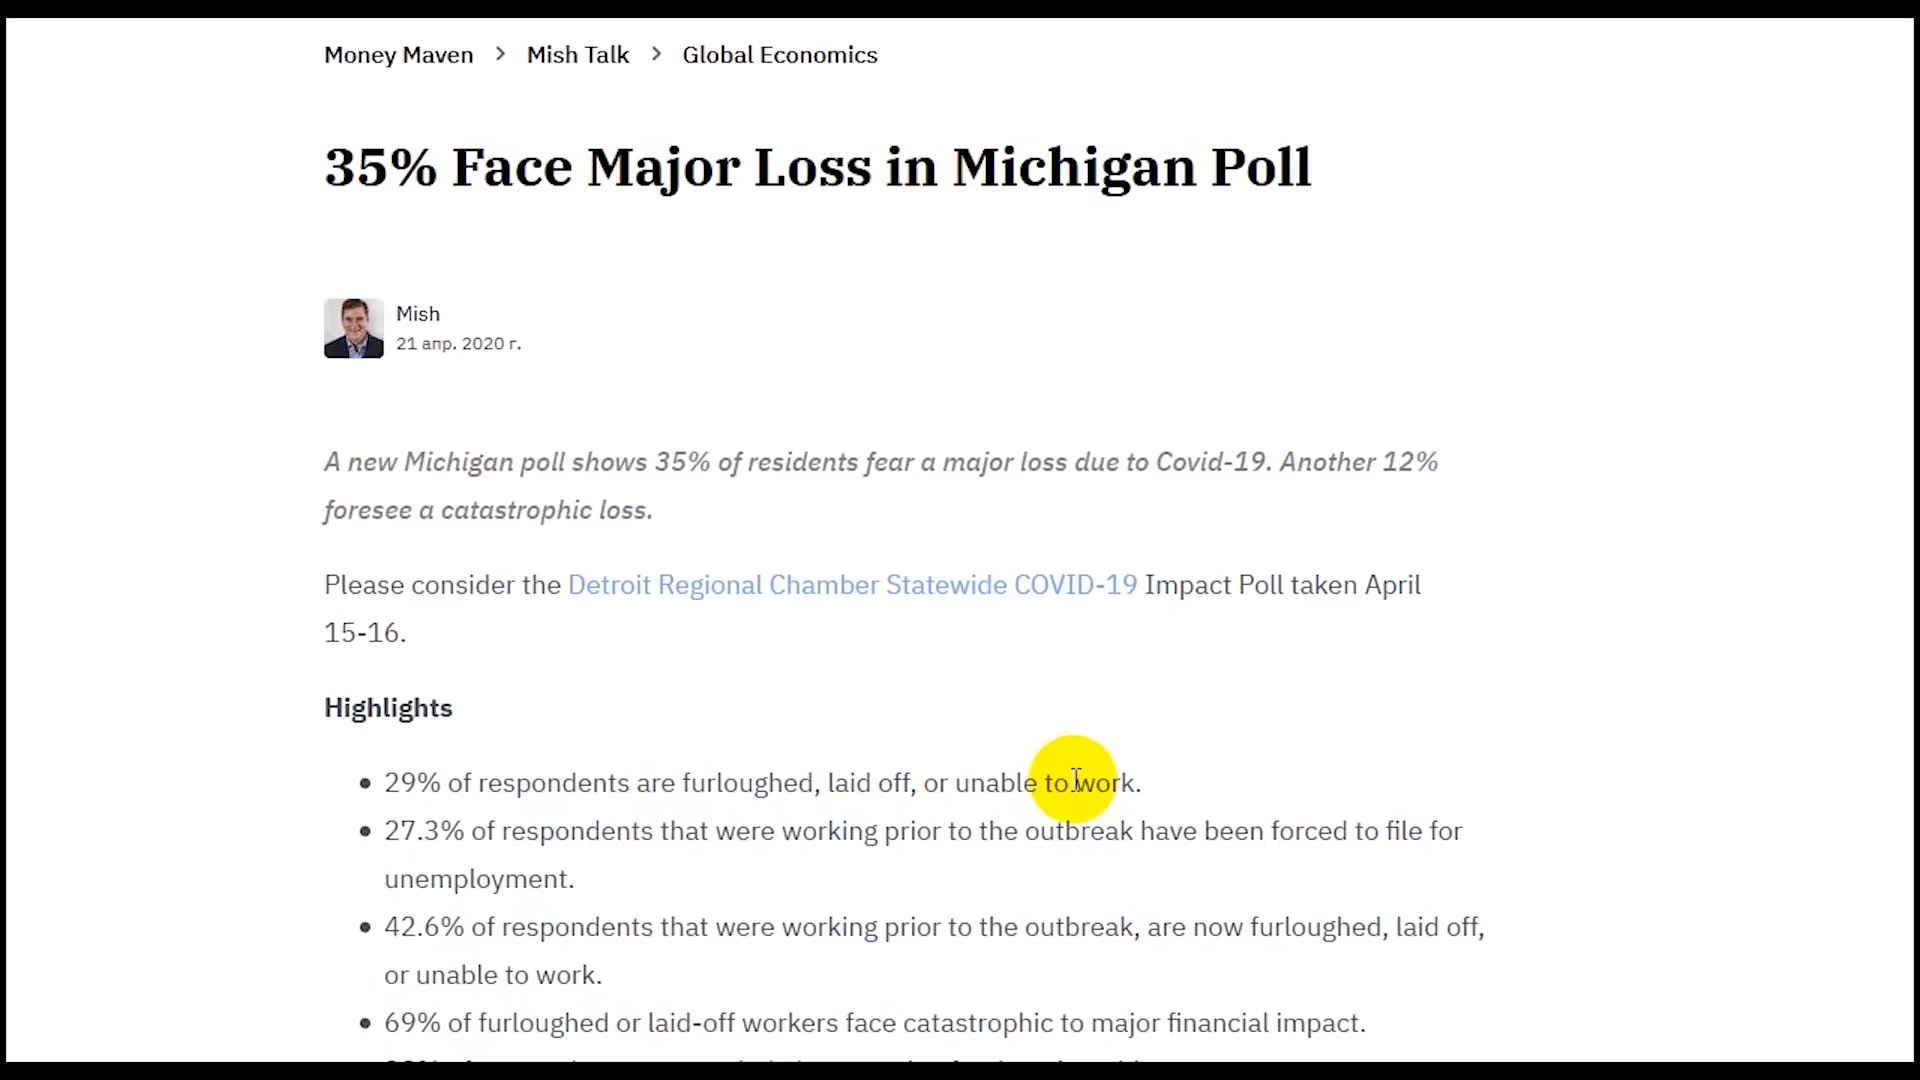 Money Maven > Mish Talk > Global Economics
35% Face Major Loss in Michigan Poll
Mish
21 апр. 2020 г.
A new Michigan poll shows 35% of residents fear a major loss due to Covid-19. Another 12%
foresee a catastrophic loss.
Please consider the Detroit Regional Chamber Statewide COVID-19 Impact Poll taken April
15-16.
Highlights
• 29% of respondents are furloughed, laid off, or unable to work.
• 27.3% of respondents that were working prior to the outbreak have been forced to file for
unemployment.
• 42.6% of respondents that were working prior to the outbreak, are now furloughed, laid off,
or unable to work.
• 69% of furloughed or laid-off workers face catastrophic to major financial impact.